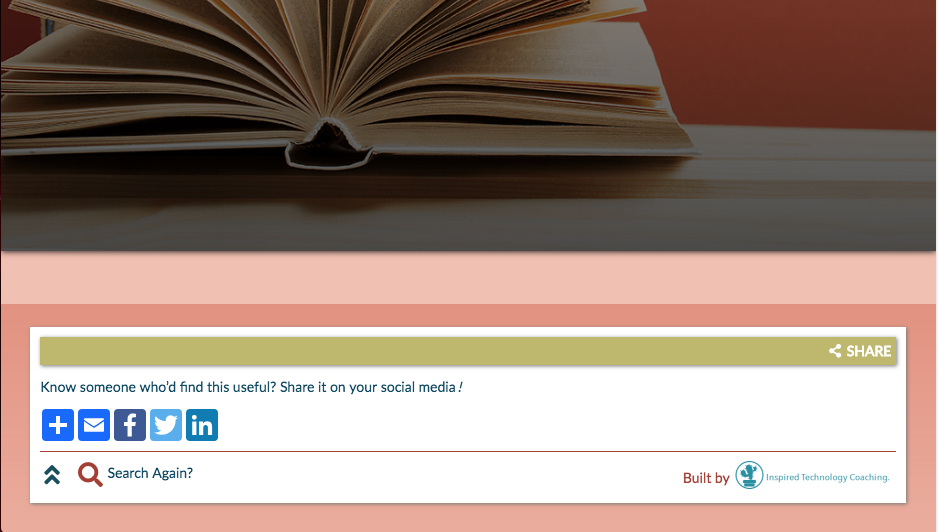 SHARE
Know someone who'd find this useful? Share it on your social media!
Search Again?
Built by Inspired Technology Coaching.